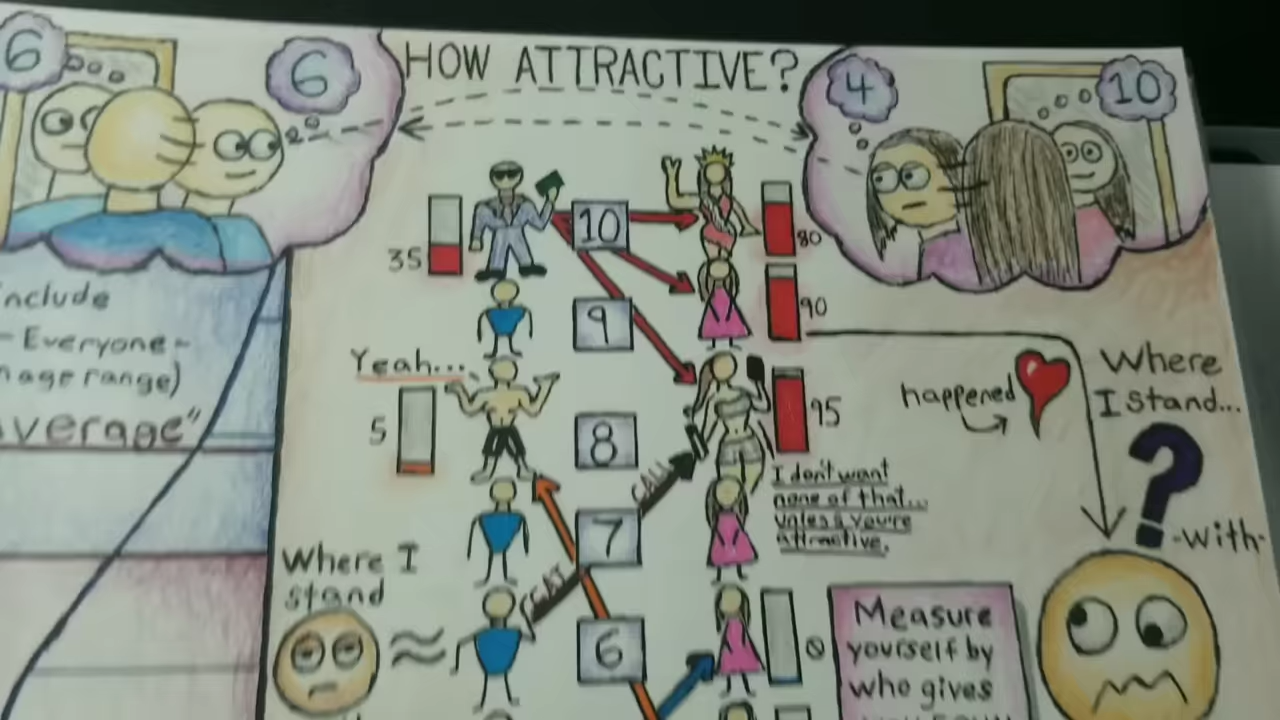 HOW ATTRACTIVE?
6
6
4
10
10
35
80
9
90
Yeah...
5
8
95
happened
Where
I stand...
-with-
CALL
I don't want
none of that...
unless you're
attractive.
7
Where I
stand
6
0
Measure
yourself by
who gives
include
- Everyone -
age range)
verage"